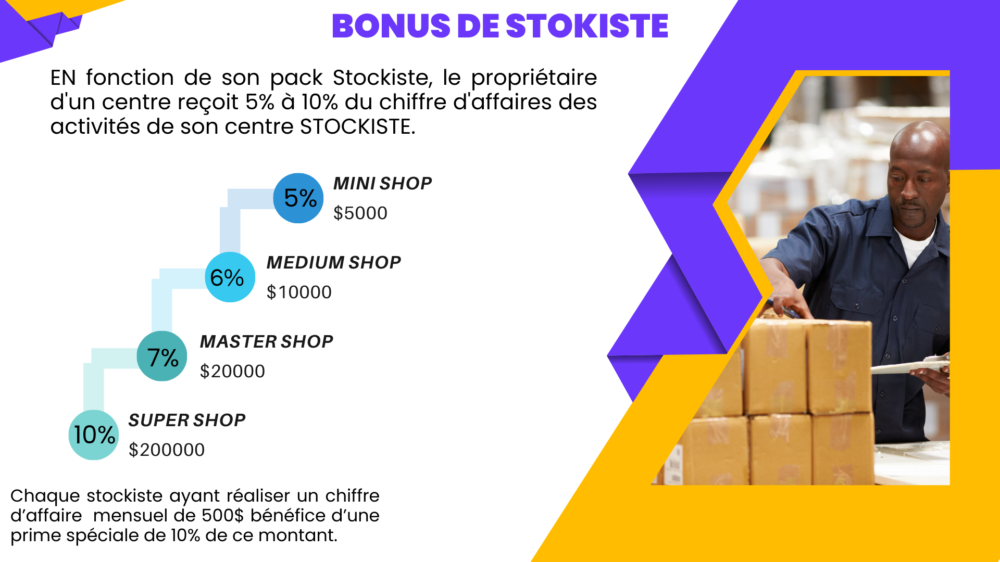 BONUS DE STOKISTE
EN fonction de son pack Stockiste, le propriétaire
d'un centre reçoit 5% à 10% du chiffre d'affaires des
activités de son centre STOCKISTE.
5%
MINI SHOP
$5000
6%
MEDIUM SHOP
$10000
7%
MASTER SHOP
$20000
10%
SUPER SHOP
$200000
Chaque stockiste ayant réaliser un chiffre
d’affaire  mensuel de 500$ bénéfice d’une
prime spéciale de 10% de ce montant.